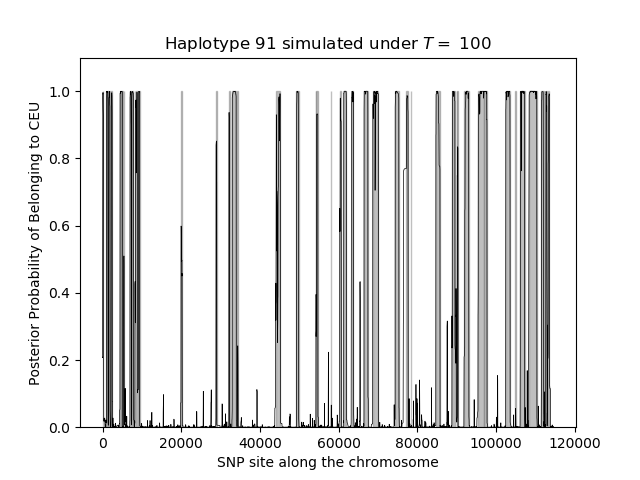 Haplotype 91 simulated under T = 100
Posterior Probability of Belonging to CEU
1.0
0.8
0.6
0.4
0.2
0.0
0 20000 40000 60000 80000 100000 120000
SNP site along the chromosome